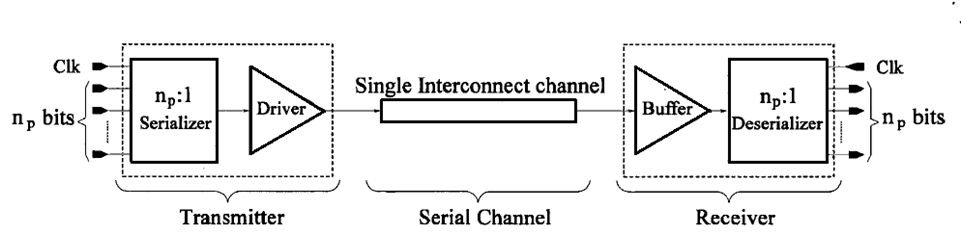 Clk
n_p bits
n_p:1
Serializer
Driver
Single Interconnect channel
Buffer
n_p:1
Deserializer
Clk
n_p bits
Transmitter
Serial Channel
Receiver